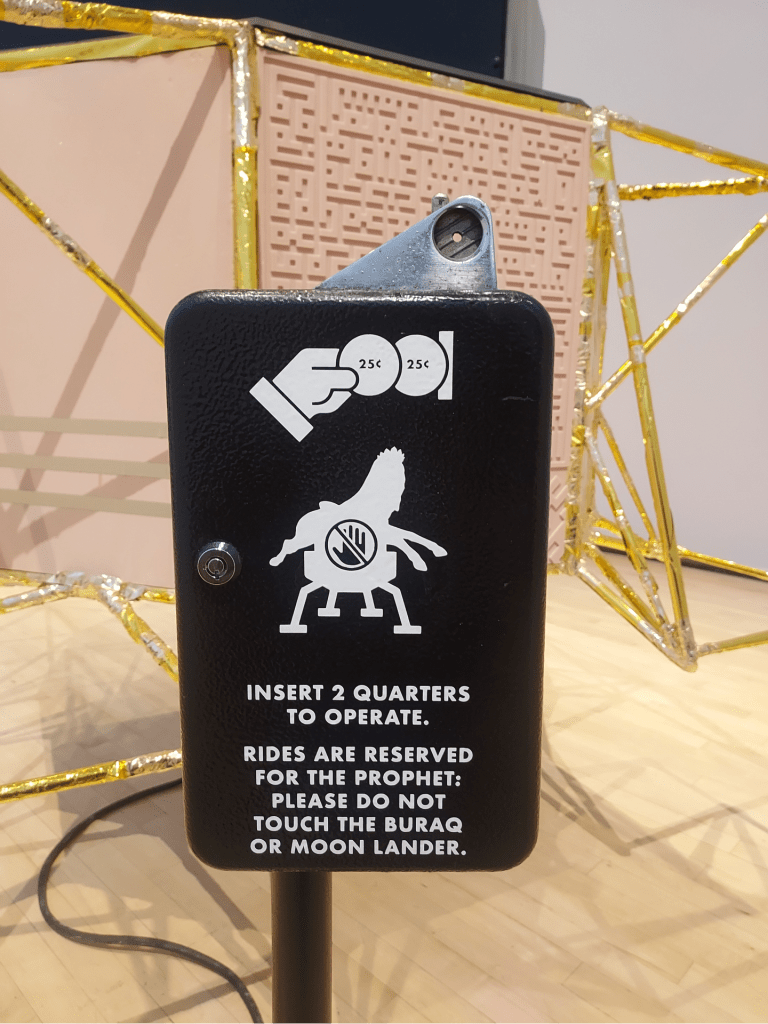 25¢ 25¢
INSERT 2 QUARTERS
TO OPERATE.
RIDES ARE RESERVED
FOR THE PROPHET:
PLEASE DO NOT
TOUCH THE BURAQ
OR MOON LANDER.